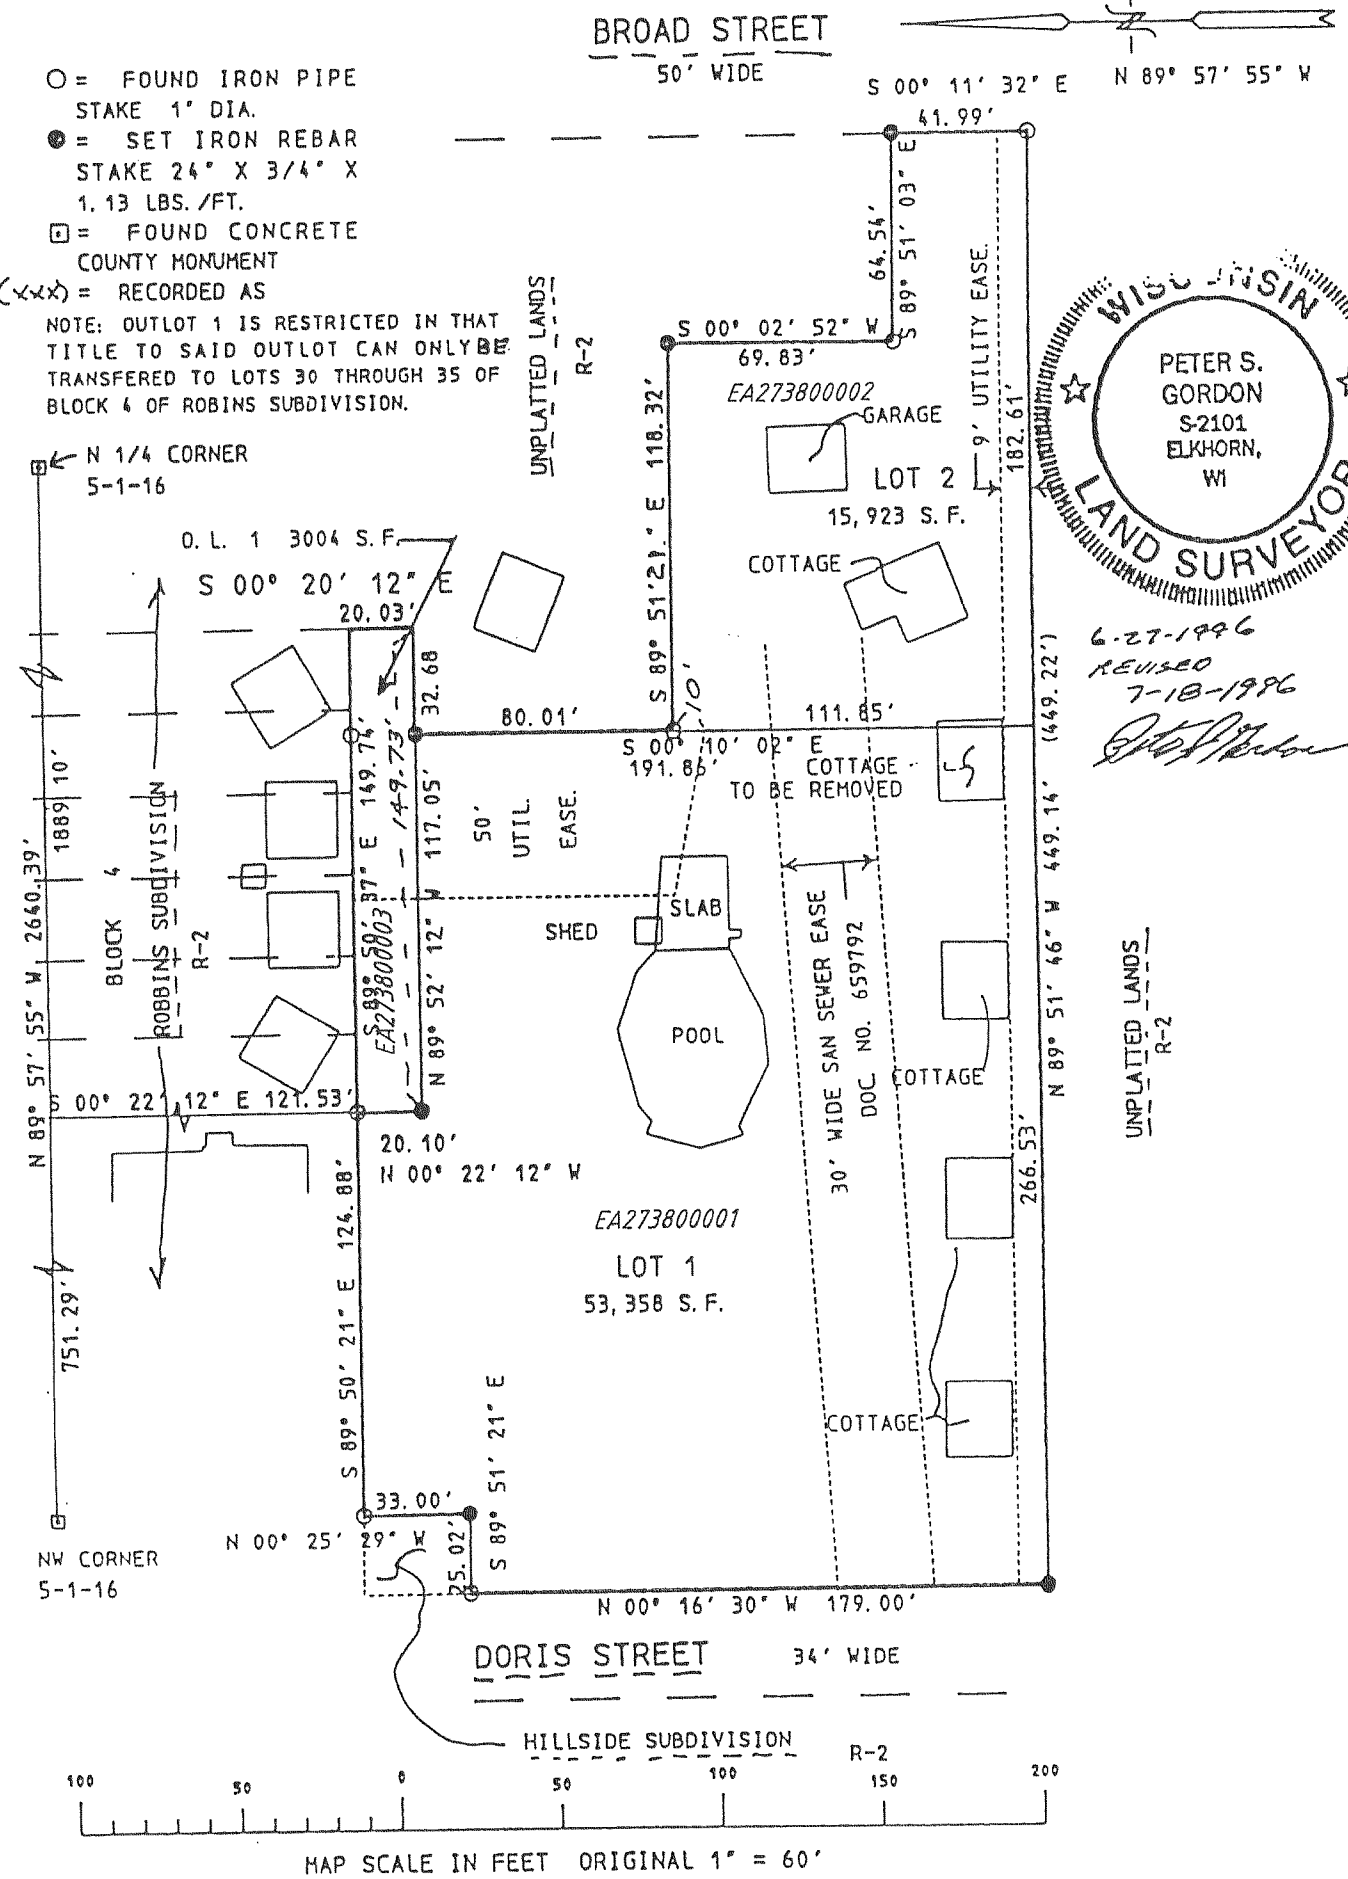 BROAD STREET
50' WIDE
S 00° 11' 32" E
N 89° 57' 55" W
41.99'
O = FOUND IRON PIPE
STAKE 1" DIA.
● = SET IRON REBAR
STAKE 24" X 3/4" X
1.13 LBS./FT.
⊡ = FOUND CONCRETE
COUNTY MONUMENT
(xxx) = RECORDED AS
NOTE: OUTLOT 1 IS RESTRICTED IN THAT
TITLE TO SAID OUTLOT CAN ONLY BE
TRANSFERED TO LOTS 30 THROUGH 35 OF
BLOCK 4 OF ROBINS SUBDIVISION.
N 1/4 CORNER
5-1-16
UNPLATTED LANDS
R-2
64.54'
S 89° 51' 03" E
9' UTILITY EASE.
182.61'
S 00° 02' 52" W
69.83'
EA273800002
GARAGE
LOT 2
15,923 S.F.
COTTAGE
S 89° 51' 21" E 118.32'
WISCONSIN
PETER S.
GORDON
S-2101
ELKHORN,
WI
LAND SURVEYOR
6-27-1996
REVISED
7-18-1996
O.L. 1 3004 S.F.
S 00° 20' 12" E
20.03'
32.68
80.01'
10'
111.85'
S 00° 10' 02" E
191.86'
COTTAGE
TO BE REMOVED
(449.22')
N 89° 51' 46" W 449.14'
266.53'
1889.10'
N 89° 57' 55" W 2640.39'
BLOCK 4
ROBBINS SUBDIVISION
R-2
S 89° 50' 37" E 149.74'
149.73'
EA273800003
N 89° 52' 12" W 117.05'
50'
UTIL.
EASE.
SHED
SLAB
POOL
30' WIDE SAN SEWER EASE
DOC NO. 659792
COTTAGE
UNPLATTED LANDS
R-2
S 00° 22' 12" E 121.53'
20.10'
N 00° 22' 12" W
EA273800001
LOT 1
53,358 S.F.
751.29'
S 89° 50' 21" E 124.88'
COTTAGE
33.00'
N 00° 25' 29" W
25.02'
S 89° 51' 21" E
NW CORNER
5-1-16
N 00° 16' 30" W 179.00'
DORIS STREET
34' WIDE
HILLSIDE SUBDIVISION
R-2
100 50 0 50 100 150 200
MAP SCALE IN FEET ORIGINAL 1" = 60'